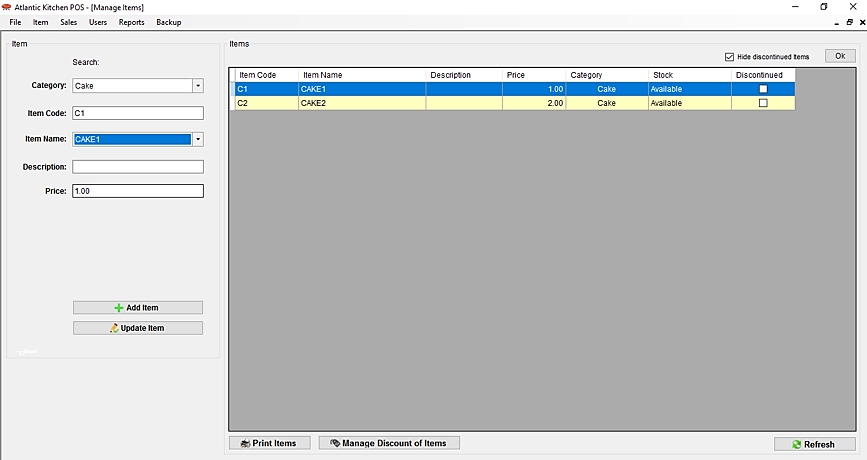 Atlantic Kitchen POS - [Manage Items]
File Item Sales Users Reports Backup
Item
Search:
Category: Cake
Item Code: C1
Item Name: CAKE1
Description:
Price: 1.00
Add Item
Update Item
Items
Hide discontinued items Ok
Item Code Item Name Description Price Category Stock Discontinued
C1 CAKE1 1.00 Cake Available
C2 CAKE2 2.00 Cake Available
Print Items Manage Discount of Items Refresh